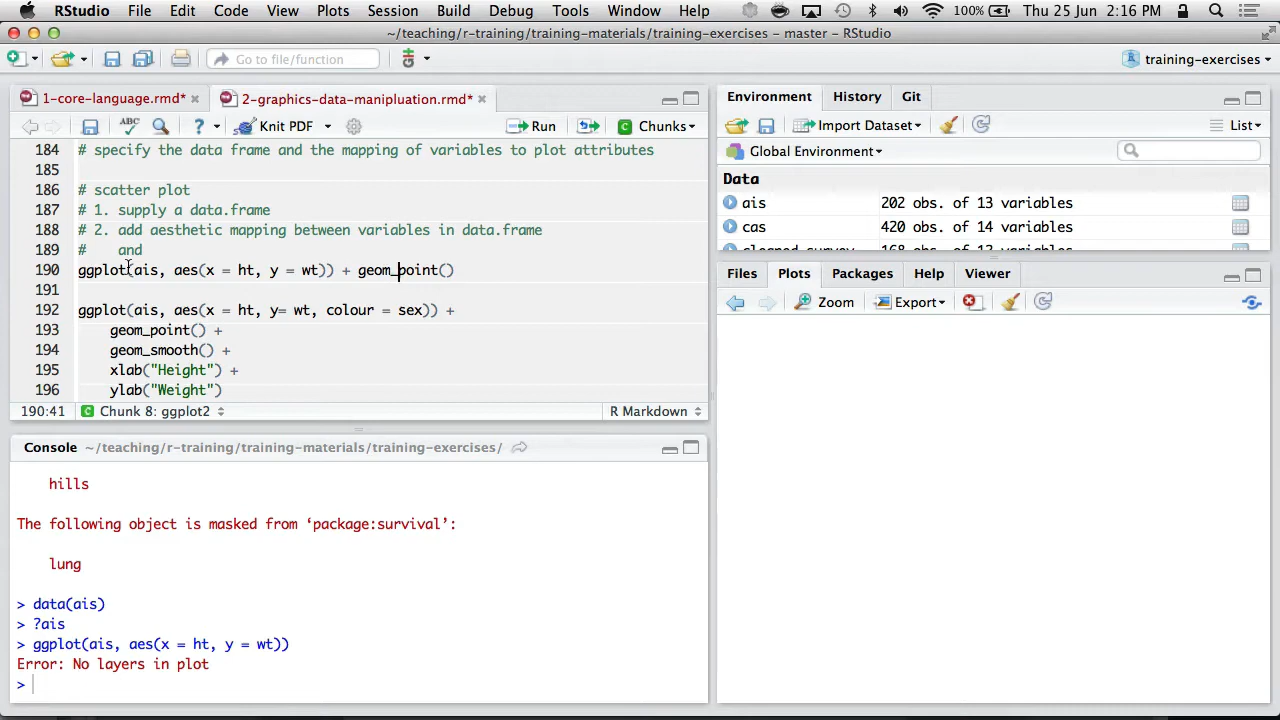 RStudio File Edit Code View Plots Session Build Debug Tools Window Help 100% Thu 25 Jun 2:16 PM
~/teaching/r-training/training-materials/training-exercises - master - RStudio
Go to file/function training-exercises
1-core-language.rmd* 2-graphics-data-manipluation.rmd*
ABC ? Knit PDF Run Chunks
184 # specify the data frame and the mapping of variables to plot attributes
185
186 # scatter plot
187 # 1. supply a data.frame
188 # 2. add aesthetic mapping between variables in data.frame
189 # and
190 ggplot(ais, aes(x = ht, y = wt)) + geom_point()
191
192 ggplot(ais, aes(x = ht, y= wt, colour = sex)) +
193 geom_point() +
194 geom_smooth() +
195 xlab("Height") +
196 ylab("Weight")
190:41 Chunk 8: ggplot2 R Markdown
Console ~/teaching/r-training/training-materials/training-exercises/
hills
The following object is masked from ‘package:survival’:
lung
> data(ais)
> ?ais
> ggplot(ais, aes(x = ht, y = wt))
Error: No layers in plot
>
Environment History Git
Import Dataset List
Global Environment
Data
ais 202 obs. of 13 variables
cas 420 obs. of 14 variables
cleaned_survey 168 obs. of 13 variables
Files Plots Packages Help Viewer
Zoom Export